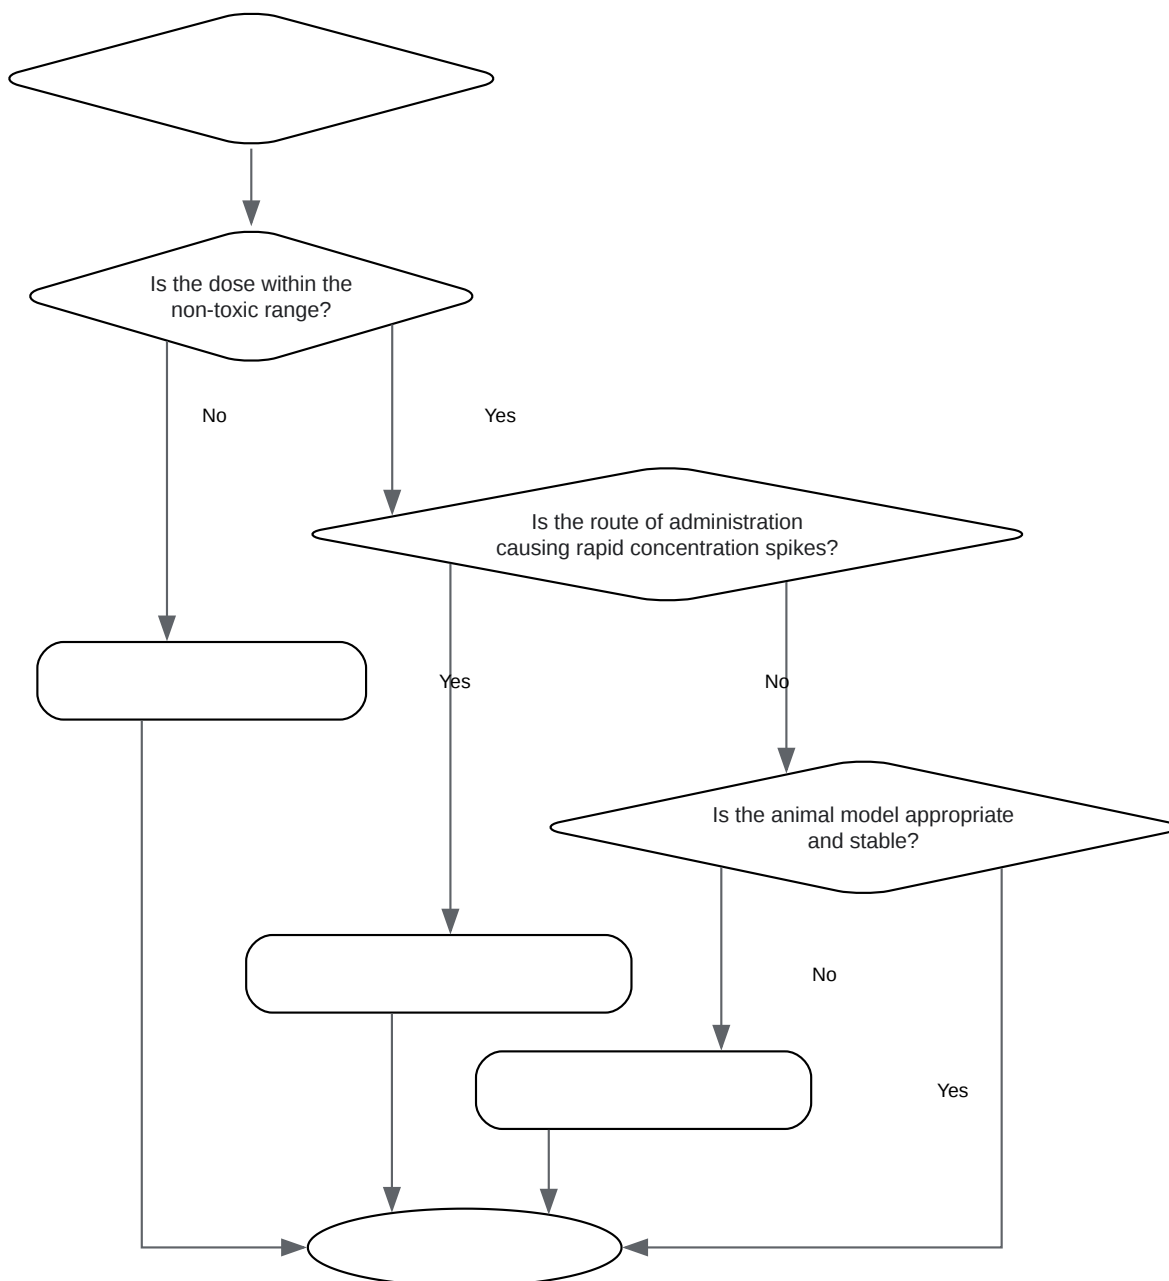 Is the dose within the
non-toxic range?
No
Yes
Is the route of administration
causing rapid concentration spikes?
Yes
No
Is the animal model appropriate
and stable?
No
Yes